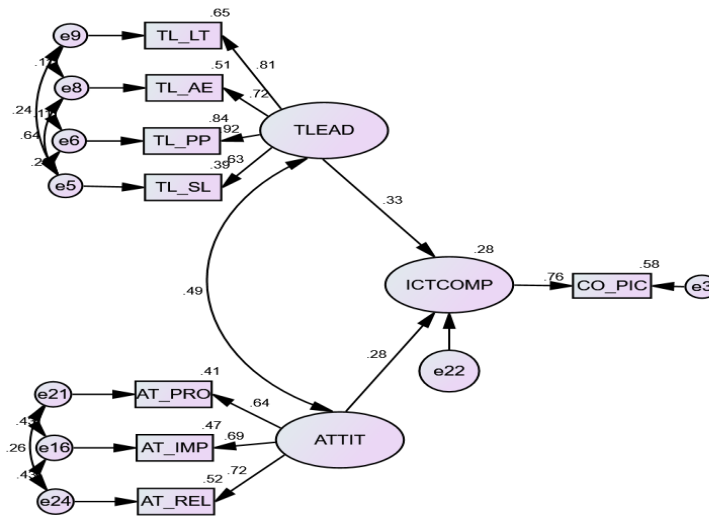 .65
e9
TL_LT
.81
.51
e8
TL_AE
.72
.24
.84
.92
.64
e6
TL_PP
TLEAD
.63
.39
e5
TL_SL
.33
.28
.58
.76
ICTCOMP
CO_PIC
e3
.49
.28
e22
.41
e21
AT_PRO
.64
.43
.47
.69
.26
e16
AT_IMP
ATTIT
.72
.43
.52
e24
AT_REL